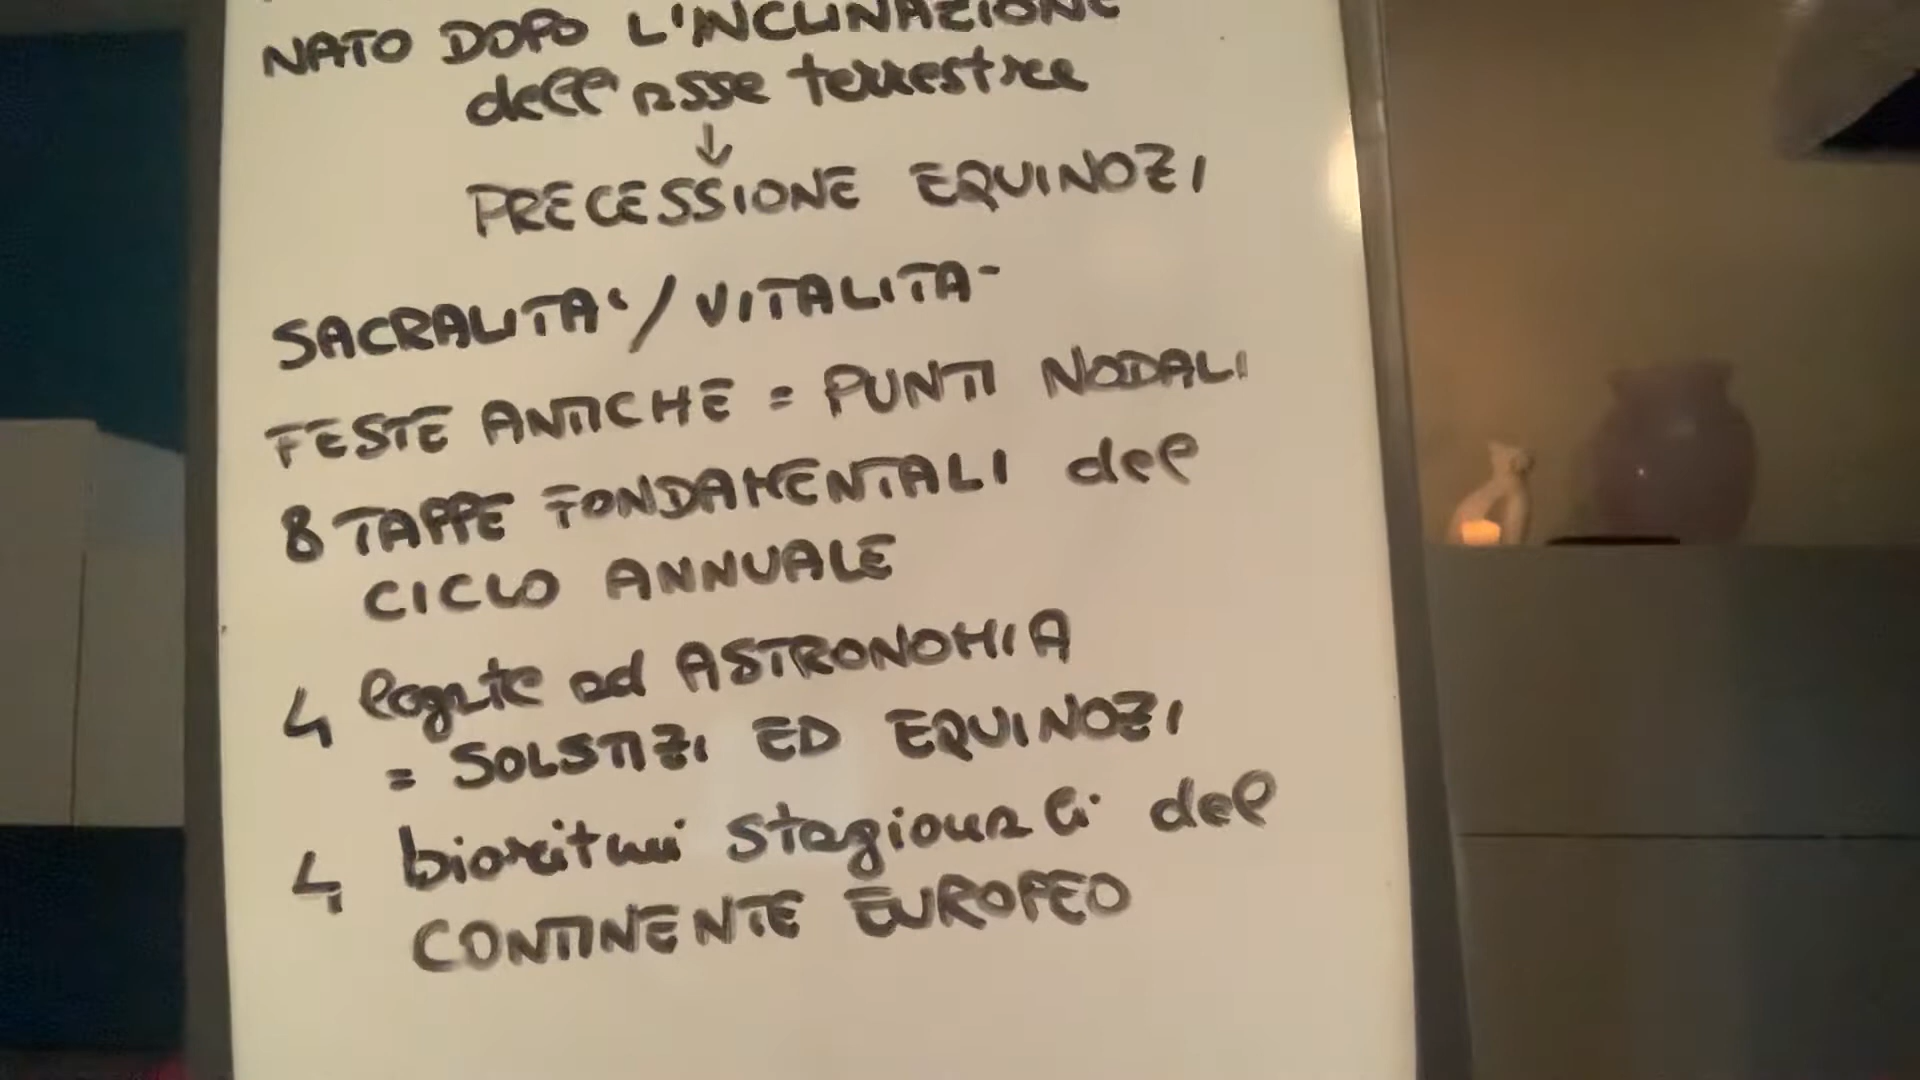 NATO DOPO L'INCLINAZIONE
dell'asse terrestre
↓
PRECESSIONE EQUINOZI
SACRALITA'/VITALITA-
FESTE ANTICHE = PUNTI NODALI
8 TAPPE FONDAMENTALI del
CICLO ANNUALE
4 legate ad ASTRONOMIA
= SOLSTIZI ED EQUINOZI
4 bioritmi stagionali del
CONTINENTE EUROPEO